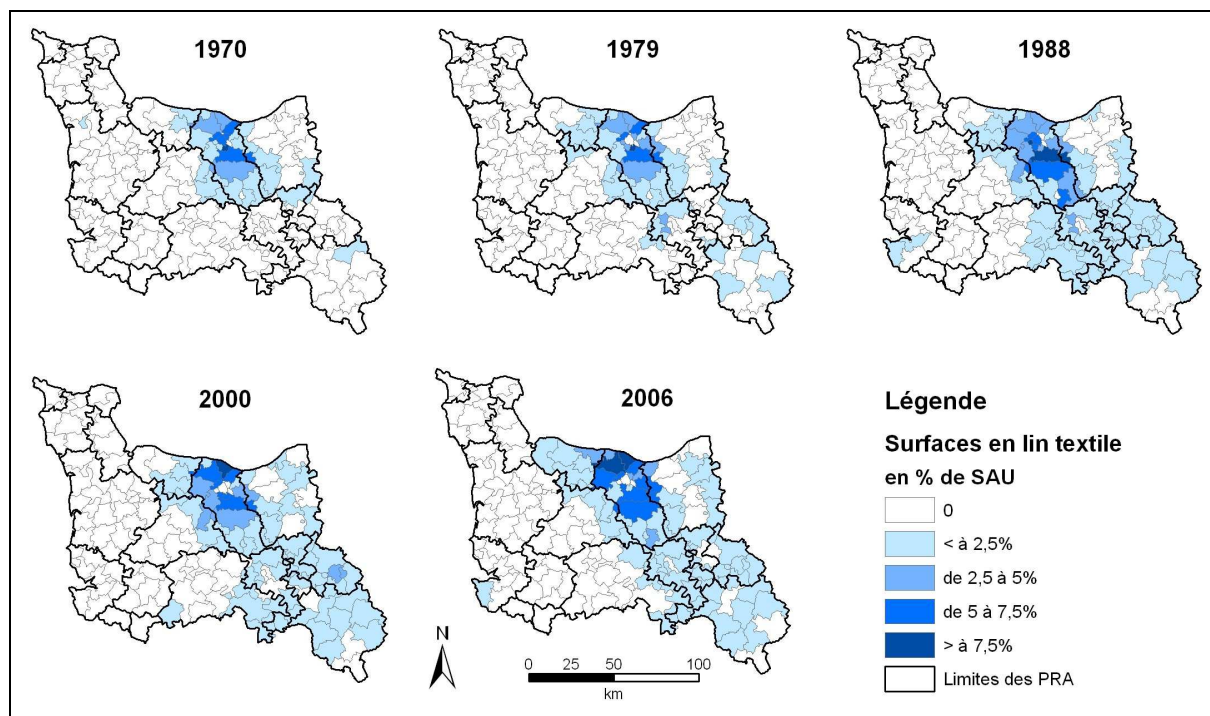 1970
1979
1988
2000
2006
Légende
Surfaces en lin textile
en % de SAU
0
< à 2,5%
de 2,5 à 5%
de 5 à 7,5%
> à 7,5%
Limites des PRA
N
0 25 50 100
km